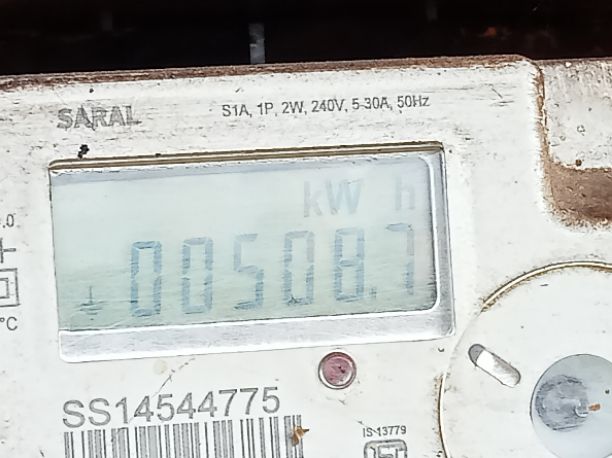 SARAL S1A, 1P, 2W, 240V, 5-30A, 50Hz
kW h
00508.7
°C
SS14544775
IS 13779